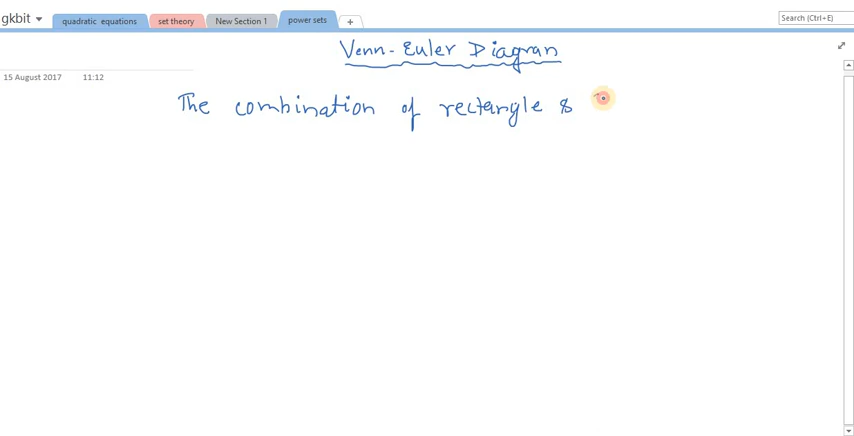 gkbit
quadratic equations
set theory
New Section 1
power sets
Search (Ctrl+E)
Venn-Euler Diagram
15 August 2017 11:12
The combination of rectangle &